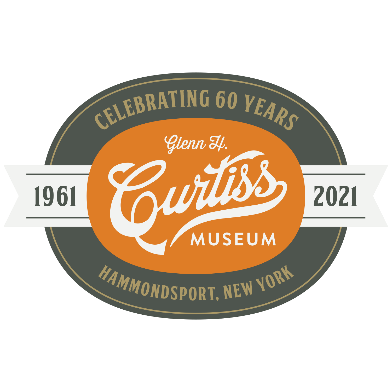 CELEBRATING 60 YEARS
Glenn H.
Curtiss
MUSEUM
1961
2021
HAMMONDSPORT, NEW YORK